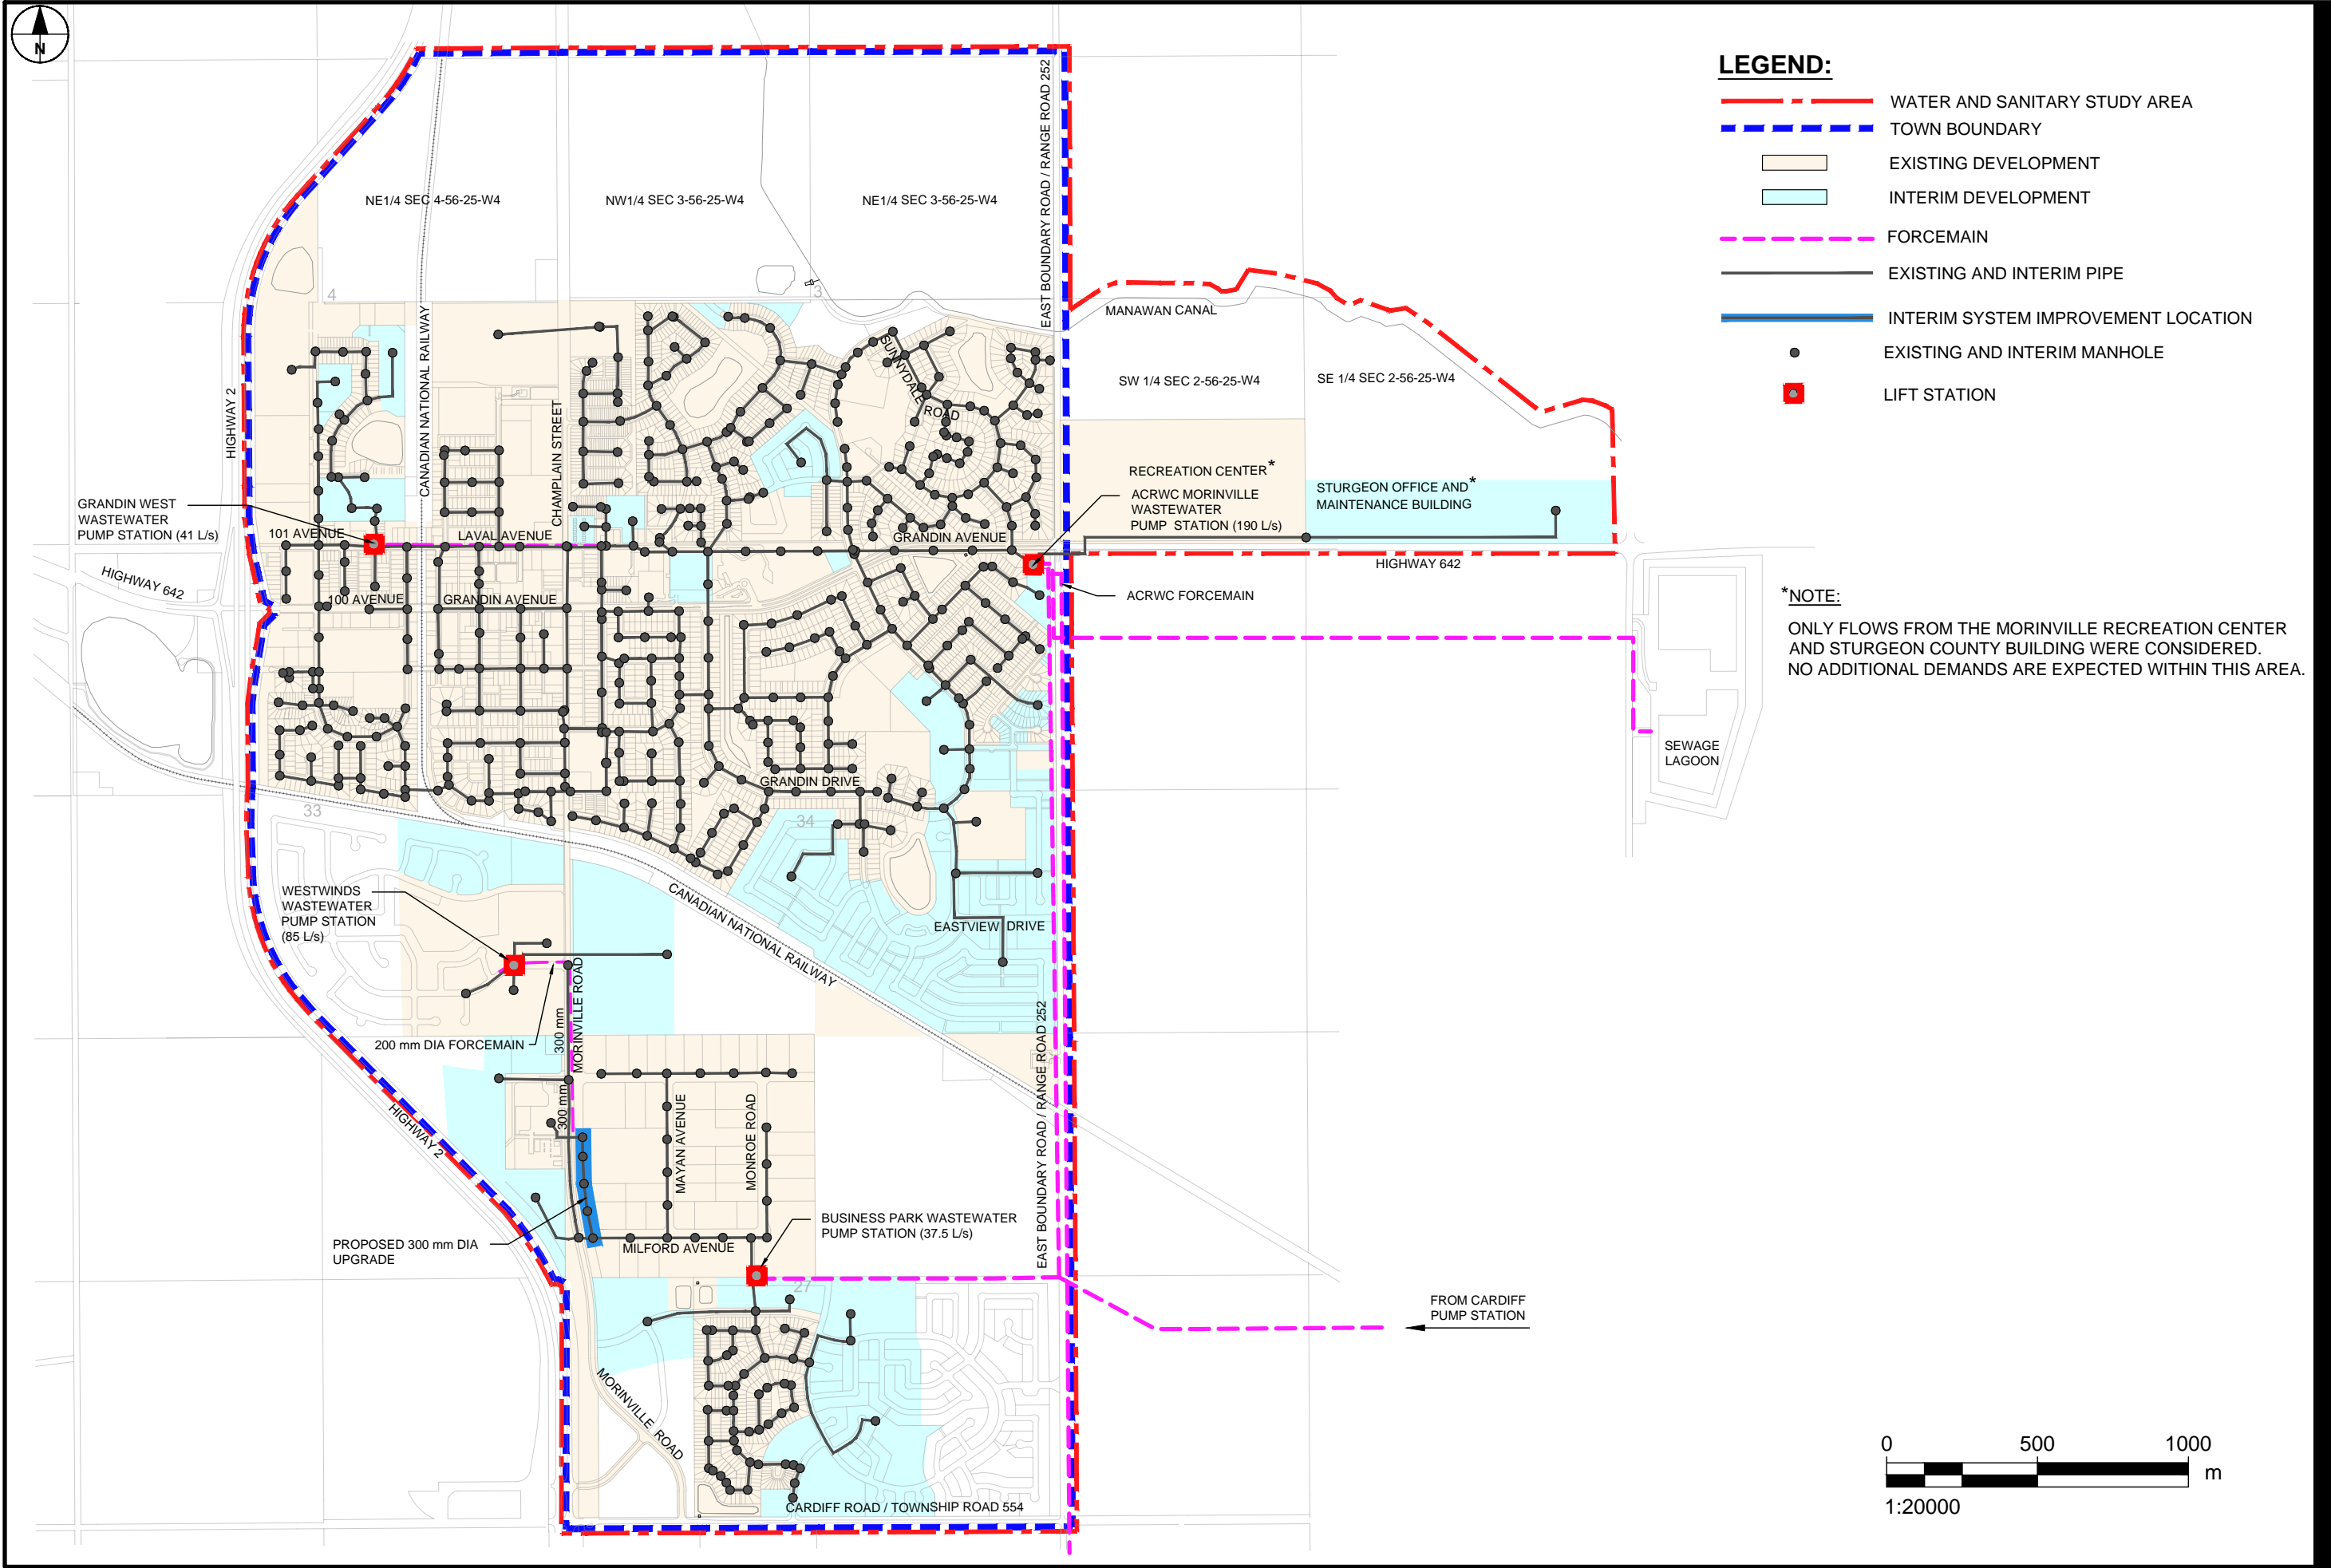 N
LEGEND:
WATER AND SANITARY STUDY AREA
TOWN BOUNDARY
EXISTING DEVELOPMENT
INTERIM DEVELOPMENT
FORCEMAIN
EXISTING AND INTERIM PIPE
INTERIM SYSTEM IMPROVEMENT LOCATION
EXISTING AND INTERIM MANHOLE
LIFT STATION
NE1/4 SEC 4-56-25-W4
NW1/4 SEC 3-56-25-W4
NE1/4 SEC 3-56-25-W4
EAST BOUNDARY ROAD / RANGE ROAD 252
4
3
MANAWAN CANAL
CANADIAN NATIONAL RAILWAY
HIGHWAY 2
CHAMPLAIN STREET
SUNNYDALE ROAD
SW 1/4 SEC 2-56-25-W4
SE 1/4 SEC 2-56-25-W4
RECREATION CENTER*
ACRWC MORINVILLE
WASTEWATER
PUMP STATION (190 L/s)
STURGEON OFFICE AND*
MAINTENANCE BUILDING
GRANDIN WEST
WASTEWATER
PUMP STATION (41 L/s)
101 AVENUE
LAVAL AVENUE
GRANDIN AVENUE
HIGHWAY 642
HIGHWAY 642
100 AVENUE
GRANDIN AVENUE
ACRWC FORCEMAIN
*NOTE:
ONLY FLOWS FROM THE MORINVILLE RECREATION CENTER
AND STURGEON COUNTY BUILDING WERE CONSIDERED.
NO ADDITIONAL DEMANDS ARE EXPECTED WITHIN THIS AREA.
SEWAGE
LAGOON
GRANDIN DRIVE
33
34
WESTWINDS
WASTEWATER
PUMP STATION
(85 L/s)
CANADIAN NATIONAL RAILWAY
EASTVIEW DRIVE
MORINVILLE ROAD
300 mm
200 mm DIA FORCEMAIN
300 mm
HIGHWAY 2
MAYAN AVENUE
MONROE ROAD
EAST BOUNDARY ROAD / RANGE ROAD 252
PROPOSED 300 mm DIA
UPGRADE
BUSINESS PARK WASTEWATER
PUMP STATION (37.5 L/s)
MILFORD AVENUE
27
FROM CARDIFF
PUMP STATION
MORINVILLE ROAD
CARDIFF ROAD / TOWNSHIP ROAD 554
0 500 1000
m
1:20000